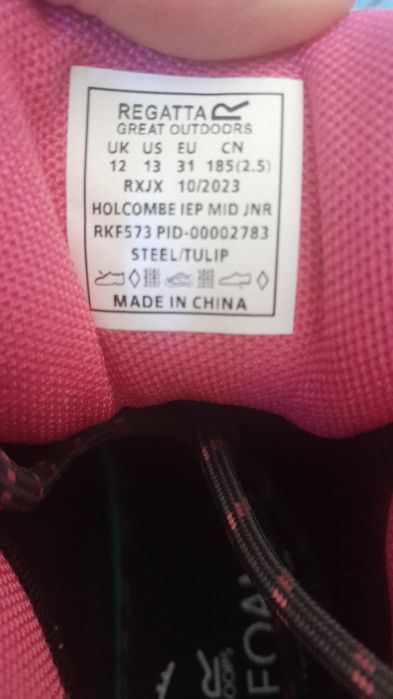 REGATTA
GREAT OUTDOORS
UK US EU CN
12 13 31 185(2.5)
RXJX 10/2023
HOLCOMBE IEP MID JNR
RKF573 PID-00002783
STEEL/TULIP
MADE IN CHINA